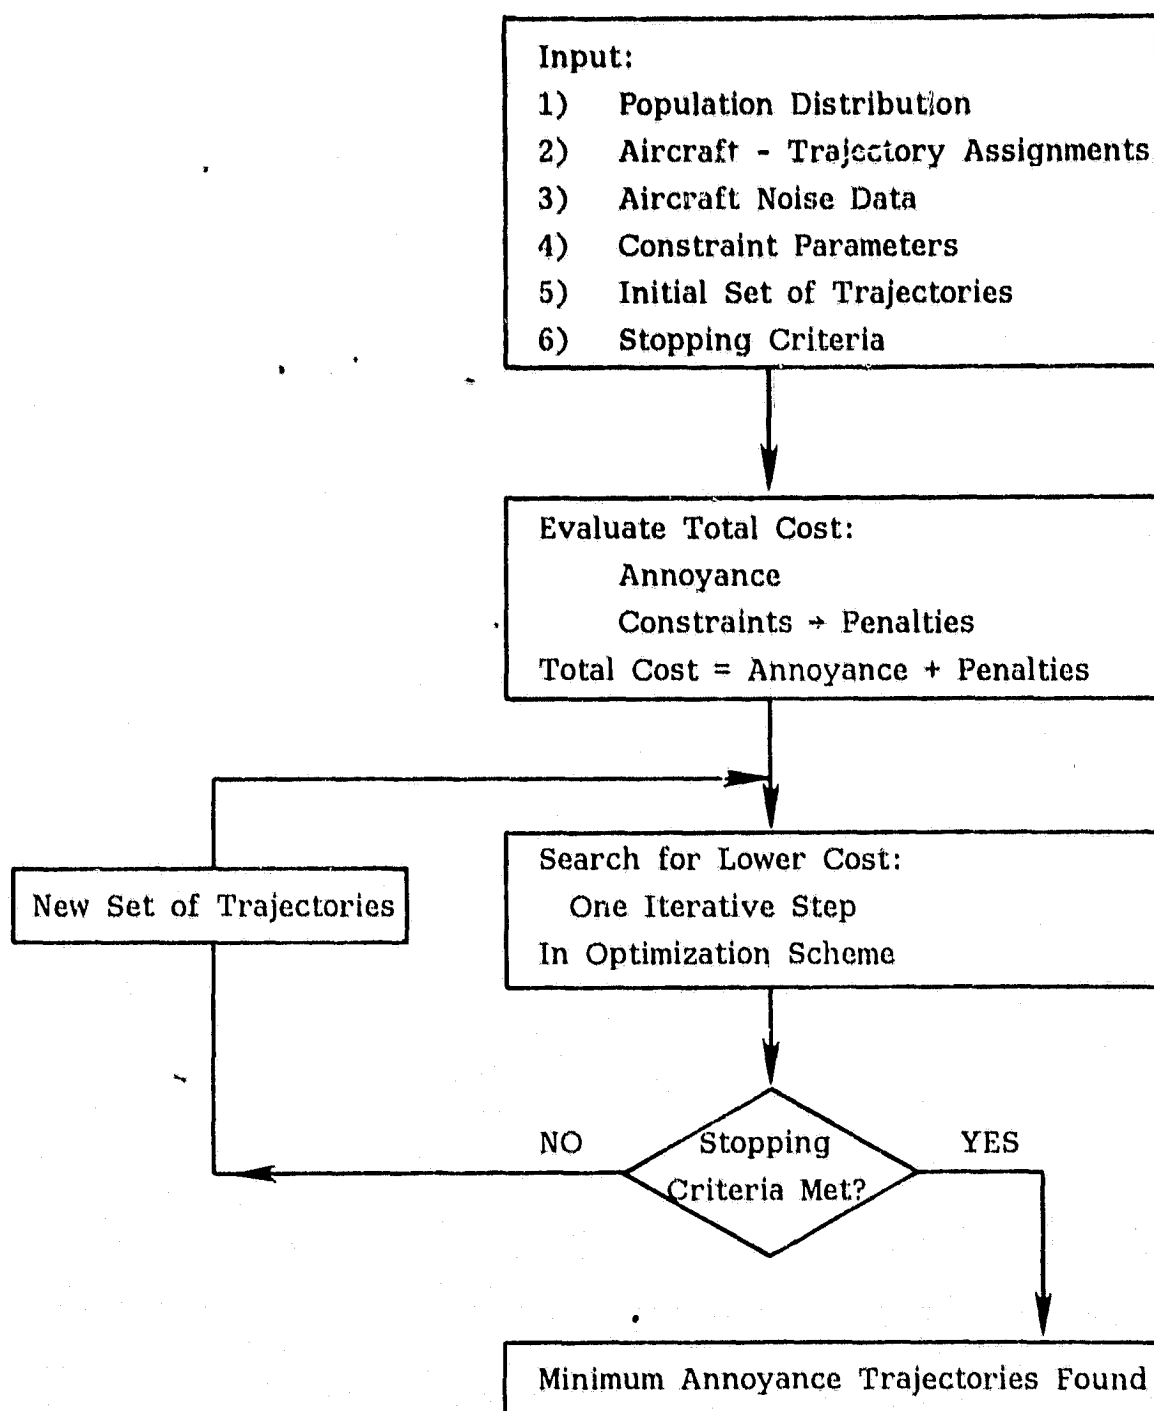 Input:
1) Population Distribution
2) Aircraft - Trajectory Assignments
3) Aircraft Noise Data
4) Constraint Parameters
5) Initial Set of Trajectories
6) Stopping Criteria
Evaluate Total Cost:
Annoyance
Constraints → Penalties
Total Cost = Annoyance + Penalties
Search for Lower Cost:
One Iterative Step
In Optimization Scheme
New Set of Trajectories
NO
Stopping
Criteria Met?
YES
Minimum Annoyance Trajectories Found